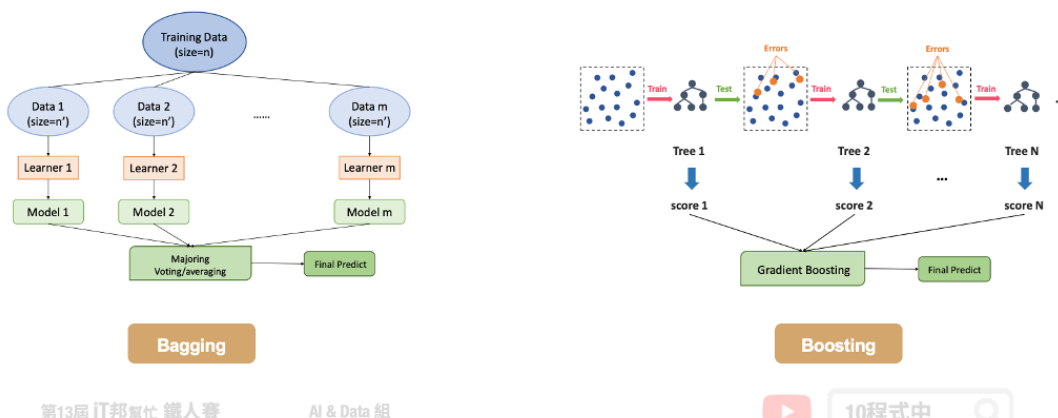 Training Data
(size=n)
Data 1
(size=n')
Data 2
(size=n')
......
Data m
(size=n')
Learner 1
Learner 2
Learner m
Model 1
Model 2
Model m
Majoring
Voting/averaging
Final Predict
Bagging
Errors
Errors
Train
Test
Train
Test
Train
Tree 1
Tree 2
Tree N
...
score 1
score 2
score N
Gradient Boosting
Final Predict
Boosting
第13屆 iT邦幫忙 鐵人賽
AI & Data 組
10程式中